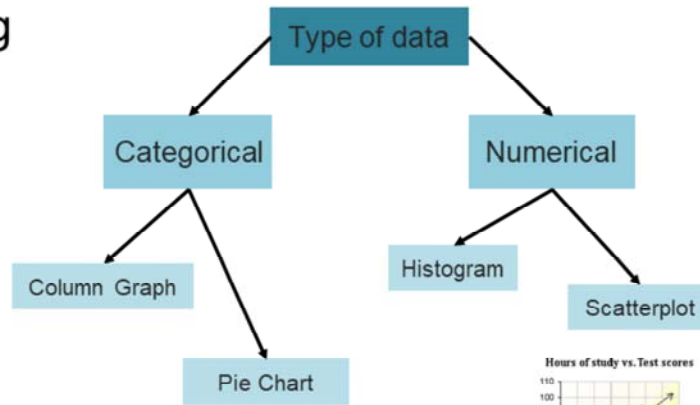 g
Type of data
Categorical
Numerical
Column Graph
Histogram
Scatterplot
Pie Chart
Hours of study vs. Test scores
110
100